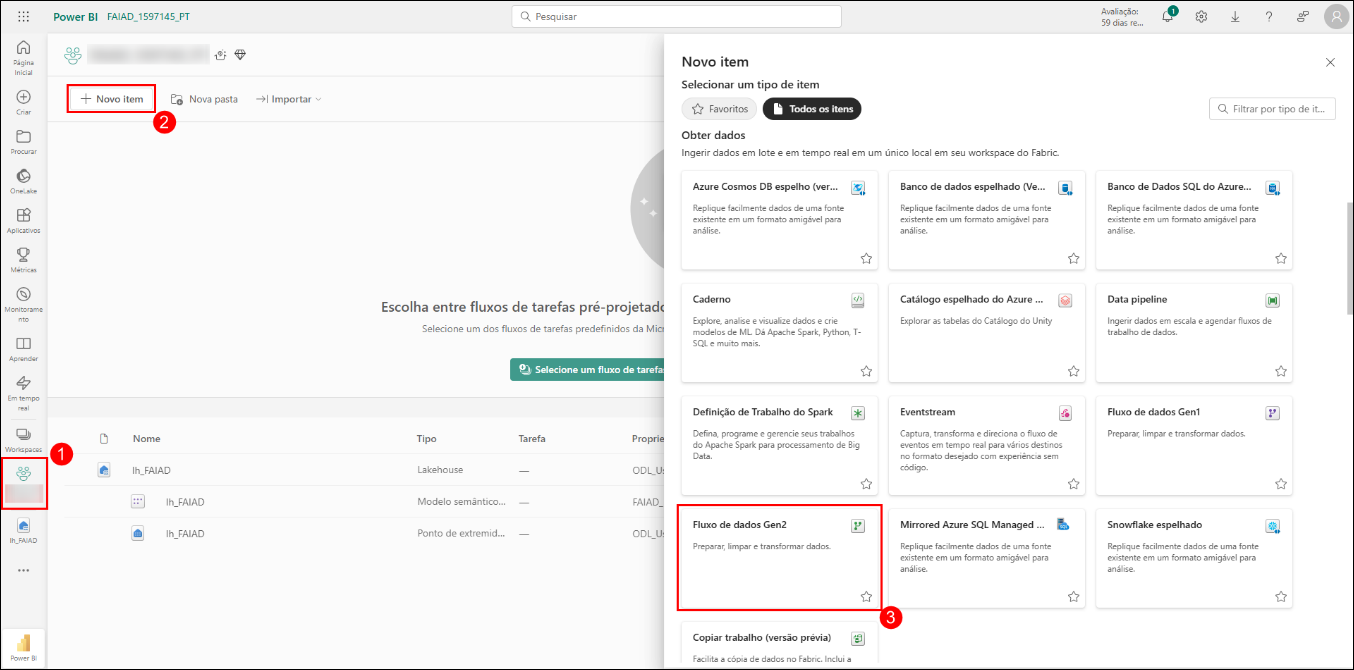 Power BI FAIAD_1597145_PT
Pesquisar
Avaliação:
59 dias re...
1
Página
Inicial
Criar
Procurar
OneLake
Aplicativos
Métricas
Monitorame
nto
Aprender
Em tempo
real
Workspaces
1
lh_FAIAD
Power BI
Novo item
2
Nova pasta
Importar
Escolha entre fluxos de tarefas pré-projetad
Selecione um dos fluxos de tarefas predefinidos da Micr
Selecione um fluxo de tarefas
Nome Tipo Tarefa Proprie
lh_FAIAD Lakehouse — ODL_Us
lh_FAIAD Modelo semântico... — FAIAD_
lh_FAIAD Ponto de extremid... — ODL_Us
Novo item
Selecionar um tipo de item
Favoritos Todos os itens
Filtrar por tipo de it...
Obter dados
Ingerir dados em lote e em tempo real em um único local em seu workspace do Fabric.
Azure Cosmos DB espelho (ver...
Replique facilmente dados de uma fonte
existente em um formato amigável para
análise.
Banco de dados espelhado (Ve...
Replique facilmente dados de uma fonte
existente em um formato amigável para
análise.
Banco de Dados SQL do Azure...
Replique facilmente dados de uma fonte
existente em um formato amigável para
análise.
Caderno
Explore, analise e visualize dados e crie
modelos de ML. Dá Apache Spark, Python, T-
SQL e muito mais.
Catálogo espelhado do Azure ...
Explorar as tabelas do Catálogo do Unity
Data pipeline
Ingerir dados em escala e agendar fluxos de
trabalho de dados.
Definição de Trabalho do Spark
Defina, programe e gerencie seus trabalhos
do Apache Spark para processamento de Big
Data.
Eventstream
Captura, transforma e direciona o fluxo de
eventos em tempo real para vários destinos
no formato desejado com experiência sem
código.
Fluxo de dados Gen1
Preparar, limpar e transformar dados.
Fluxo de dados Gen2
Preparar, limpar e transformar dados.
3
Mirrored Azure SQL Managed ...
Replique facilmente dados de uma fonte
existente em um formato amigável para
análise.
Snowflake espelhado
Replique facilmente dados de uma fonte
existente em um formato amigável para
análise.
Copiar trabalho (versão prévia)
Facilita a cópia de dados no Fabric. Inclui a